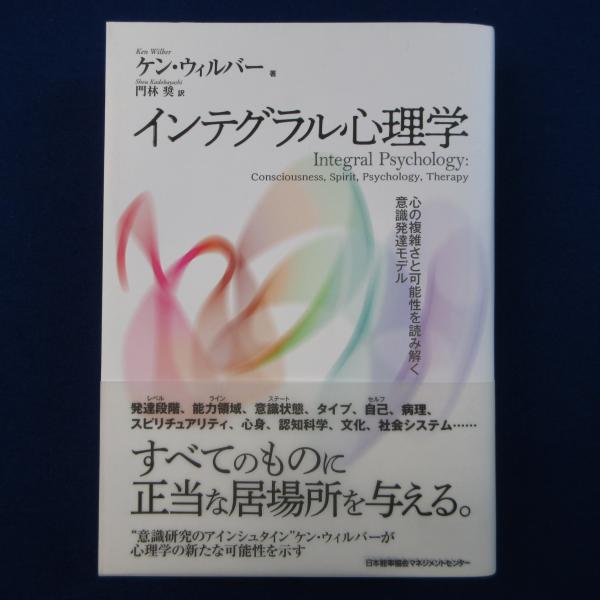 Ken Wilber
ケン・ウィルバー 著
Shou Kadobayashi
門林 奨 訳
インテグラル心理学
Integral Psychology:
Consciousness, Spirit, Psychology, Therapy
心の複雑さと可能性を読み解く
意識発達モデル
レベル ライン ステート セルフ
発達段階、能力領域、意識状態、タイプ、自己、病理、
スピリチュアリティ、心身、認知科学、文化、社会システム……
すべてのものに
正当な居場所を与える。
“意識研究のアインシュタイン”ケン・ウィルバーが
心理学の新たな可能性を示す
日本能率協会マネジメントセンター